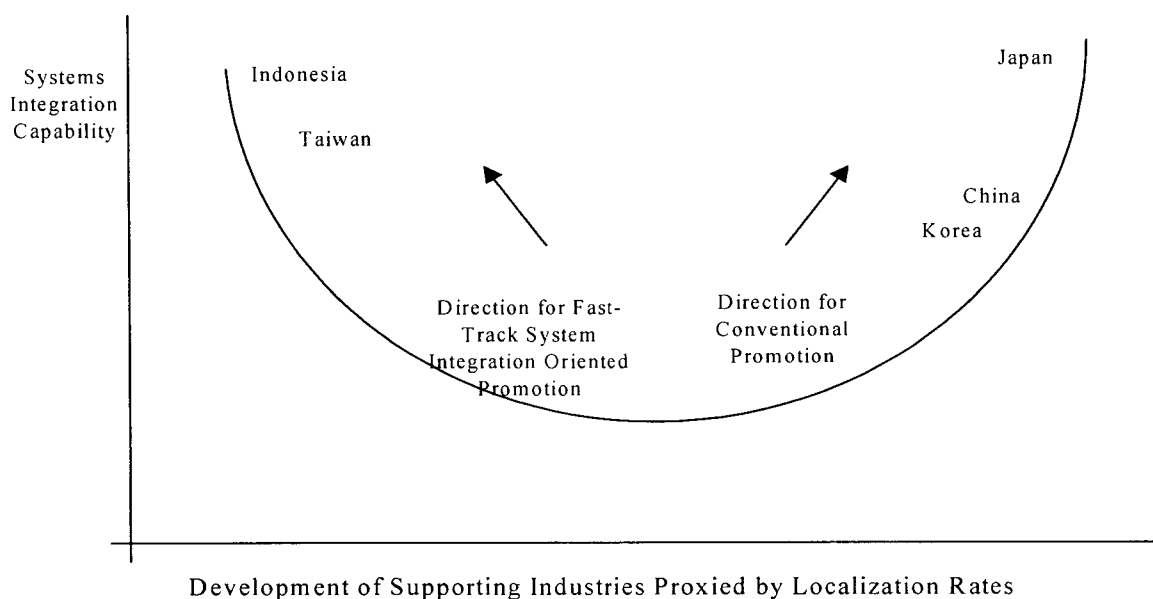 Systems
Integration
Capability
Indonesia
Taiwan
Japan
China
Korea
Direction for Fast-
Track System
Integration Oriented
Promotion
Direction for
Conventional
Promotion
Development of Supporting Industries Proxied by Localization Rates